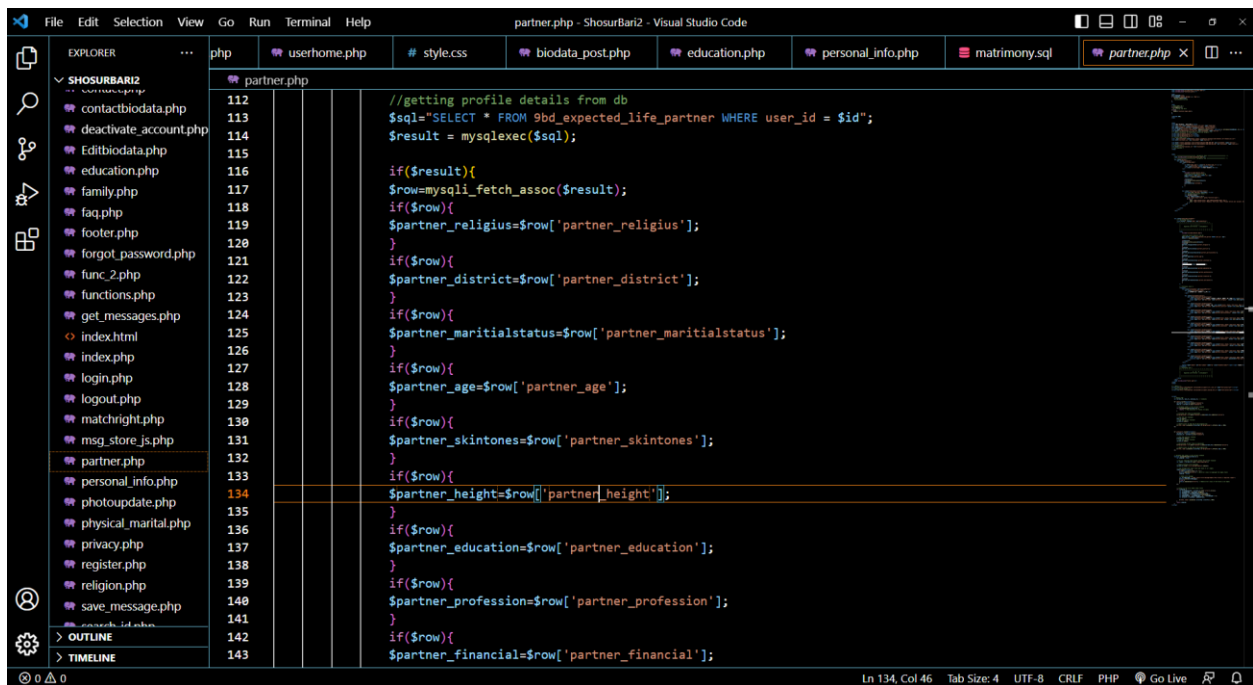 File Edit Selection View Go Run Terminal Help
partner.php - ShosurBari2 - Visual Studio Code
EXPLORER
php
userhome.php
# style.css
biodata_post.php
education.php
personal_info.php
matrimony.sql
partner.php
SHOSURBARI2
contact.php
contactbiodata.php
deactivate_account.php
Editbiodata.php
education.php
family.php
faq.php
footer.php
forgot_password.php
func_2.php
functions.php
get_messages.php
index.html
index.php
login.php
logout.php
matchright.php
msg_store_js.php
partner.php
personal_info.php
photoupdate.php
physical_marital.php
privacy.php
register.php
religion.php
save_message.php
search_id.php
OUTLINE
TIMELINE
partner.php
112 //getting profile details from db
113 $sql="SELECT * FROM 9bd_expected_life_partner WHERE user_id = $id";
114 $result = mysqlexec($sql);
115
116 if($result){
117 $row=mysqli_fetch_assoc($result);
118 if($row){
119 $partner_religius=$row['partner_religius'];
120 }
121 if($row){
122 $partner_district=$row['partner_district'];
123 }
124 if($row){
125 $partner_maritialstatus=$row['partner_maritialstatus'];
126 }
127 if($row){
128 $partner_age=$row['partner_age'];
129 }
130 if($row){
131 $partner_skintones=$row['partner_skintones'];
132 }
133 if($row){
134 $partner_height=$row['partner_height'];
135 }
136 if($row){
137 $partner_education=$row['partner_education'];
138 }
139 if($row){
140 $partner_profession=$row['partner_profession'];
141 }
142 if($row){
143 $partner_financial=$row['partner_financial'];
0 0
Ln 134, Col 46 Tab Size: 4 UTF-8 CRLF PHP Go Live